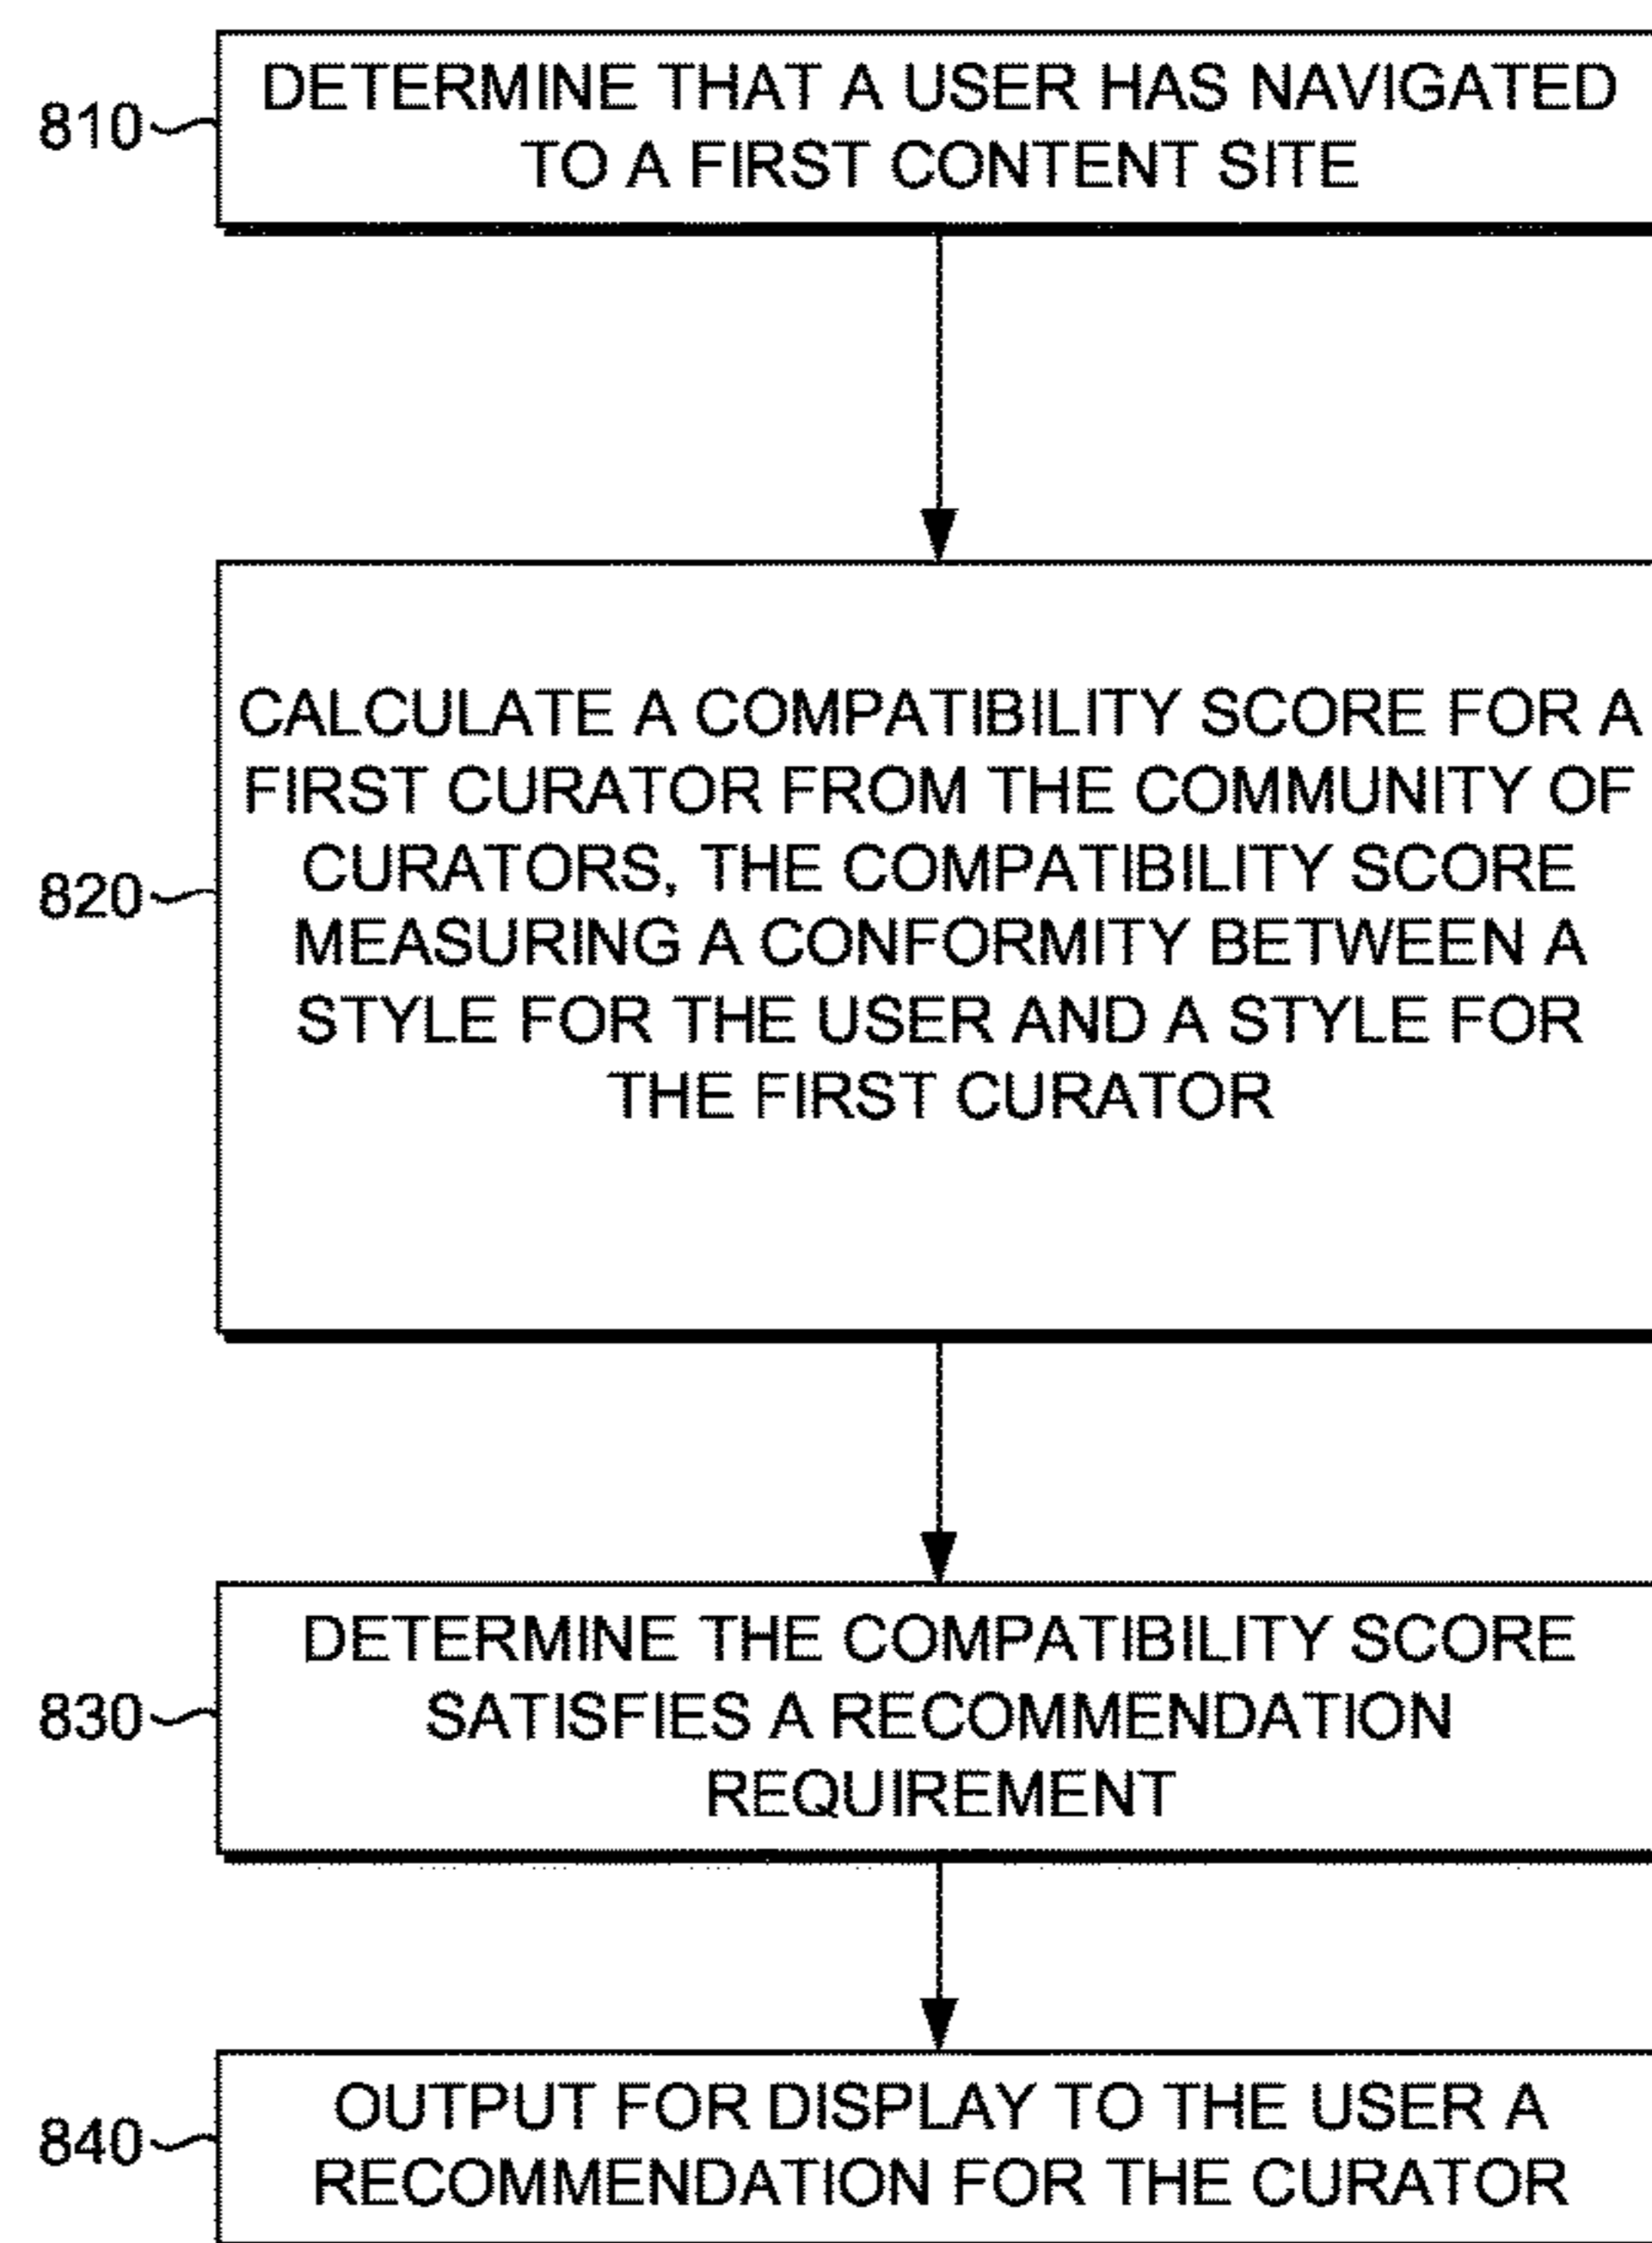 810
DETERMINE THAT A USER HAS NAVIGATED
TO A FIRST CONTENT SITE
820
CALCULATE A COMPATIBILITY SCORE FOR A
FIRST CURATOR FROM THE COMMUNITY OF
CURATORS, THE COMPATIBILITY SCORE
MEASURING A CONFORMITY BETWEEN A
STYLE FOR THE USER AND A STYLE FOR
THE FIRST CURATOR
830
DETERMINE THE COMPATIBILITY SCORE
SATISFIES A RECOMMENDATION
REQUIREMENT
840
OUTPUT FOR DISPLAY TO THE USER A
RECOMMENDATION FOR THE CURATOR